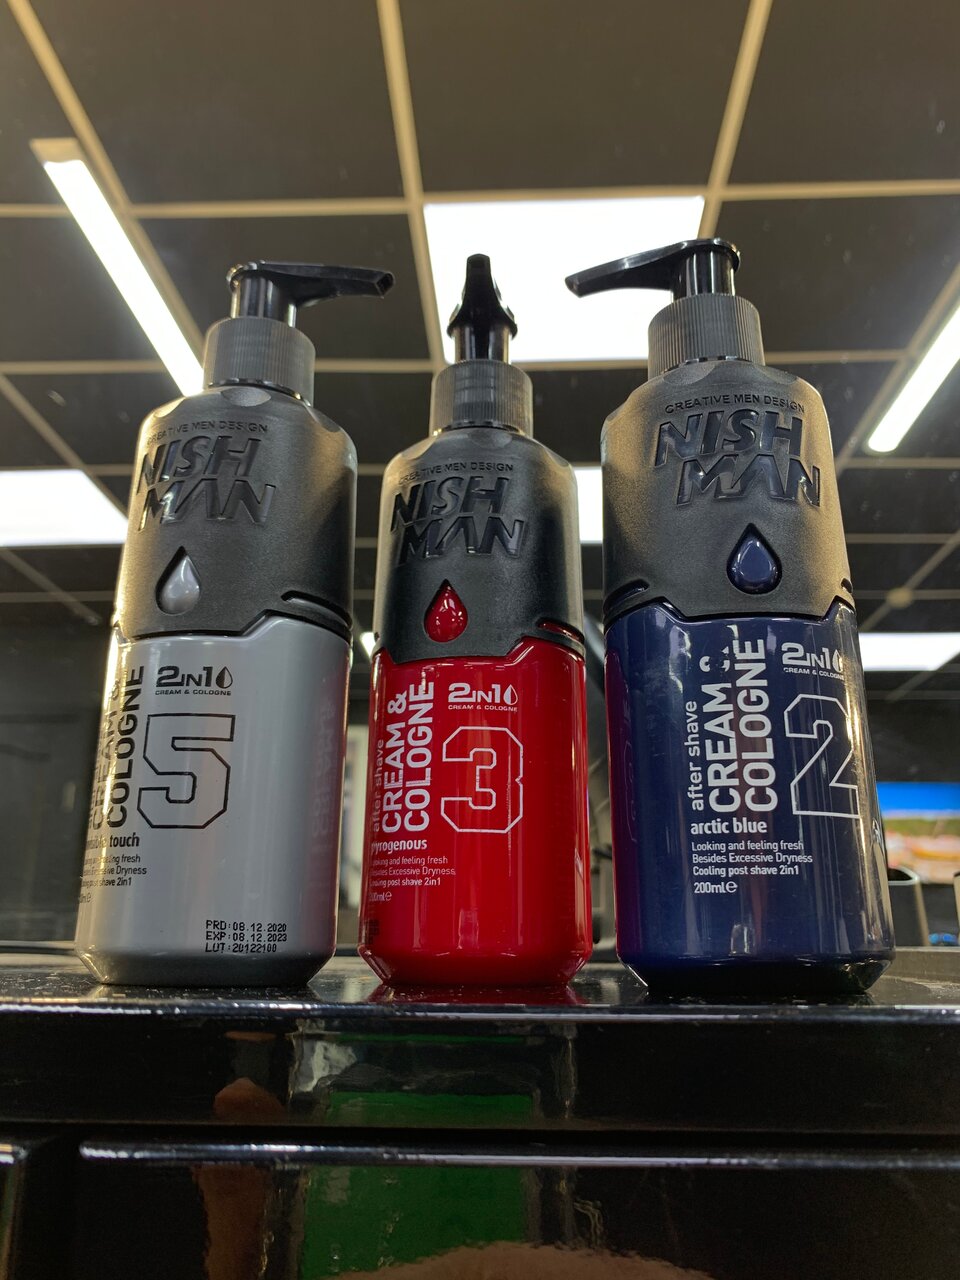 CREATIVE MEN DESIGN
NISH
MAN
2IN1
CREAM & COLOGNE
5
CREAM &
COLOGNE
touch
feeling fresh
Besides Excessive Dryness
Cooling post shave 2in1
PRD:08.12.2020
EXP:08.12.2023
LOT:20122100
CREATIVE MEN DESIGN
NISH
MAN
2IN1
CREAM & COLOGNE
3
after shave
CREAM &
COLOGNE
Pyrogenous
Looking and feeling fresh
Besides Excessive Dryness
Cooling post shave 2in1
200ml e
CREATIVE MEN DESIGN
NISH
MAN
2IN1
CREAM & COLOGNE
2
after shave
CREAM &
COLOGNE
arctic blue
Looking and feeling fresh
Besides Excessive Dryness
Cooling post shave 2in1
200ml e